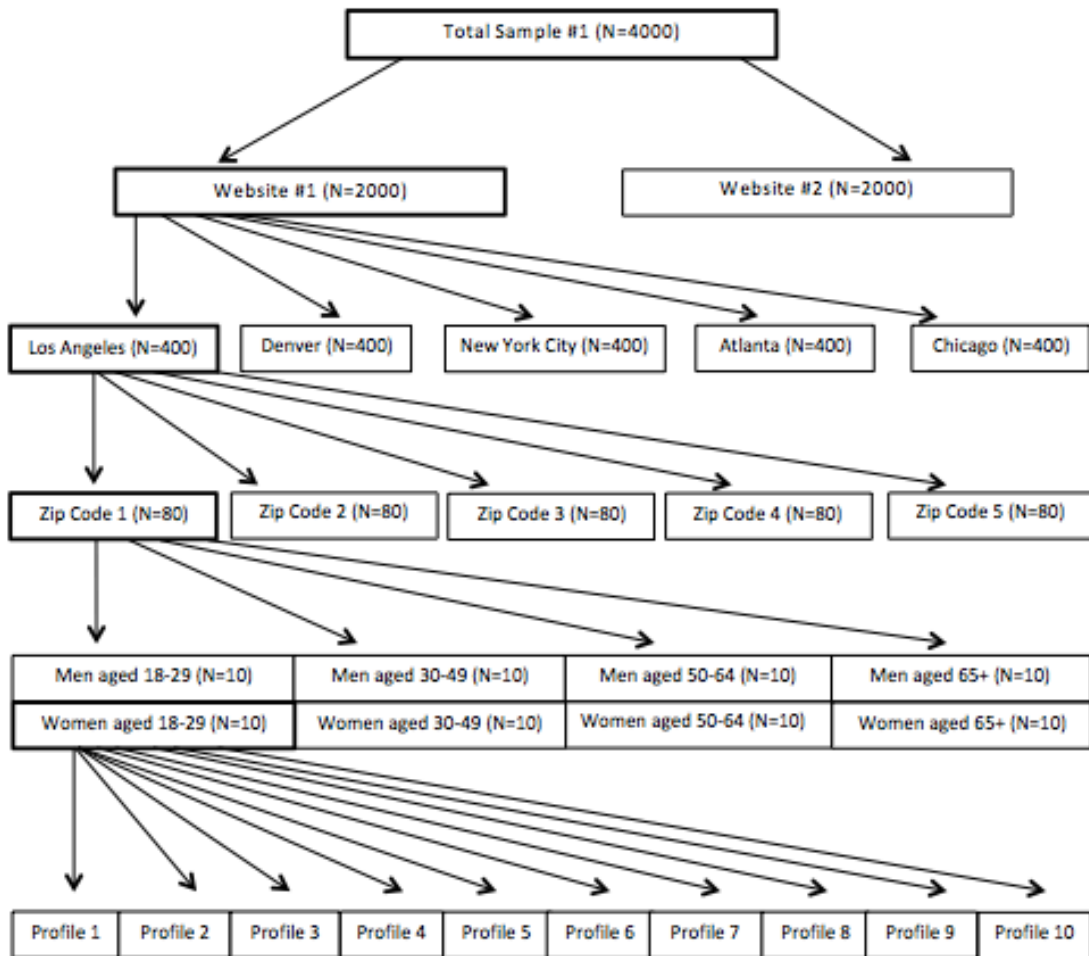 Total Sample #1 (N=4000)
Website #1 (N=2000)
Website #2 (N=2000)
Los Angeles (N=400)
Denver (N=400)
New York City (N=400)
Atlanta (N=400)
Chicago (N=400)
Zip Code 1 (N=80)
Zip Code 2 (N=80)
Zip Code 3 (N=80)
Zip Code 4 (N=80)
Zip Code 5 (N=80)
Men aged 18-29 (N=10)
Men aged 30-49 (N=10)
Men aged 50-64 (N=10)
Men aged 65+ (N=10)
Women aged 18-29 (N=10)
Women aged 30-49 (N=10)
Women aged 50-64 (N=10)
Women aged 65+ (N=10)
Profile 1
Profile 2
Profile 3
Profile 4
Profile 5
Profile 6
Profile 7
Profile 8
Profile 9
Profile 10